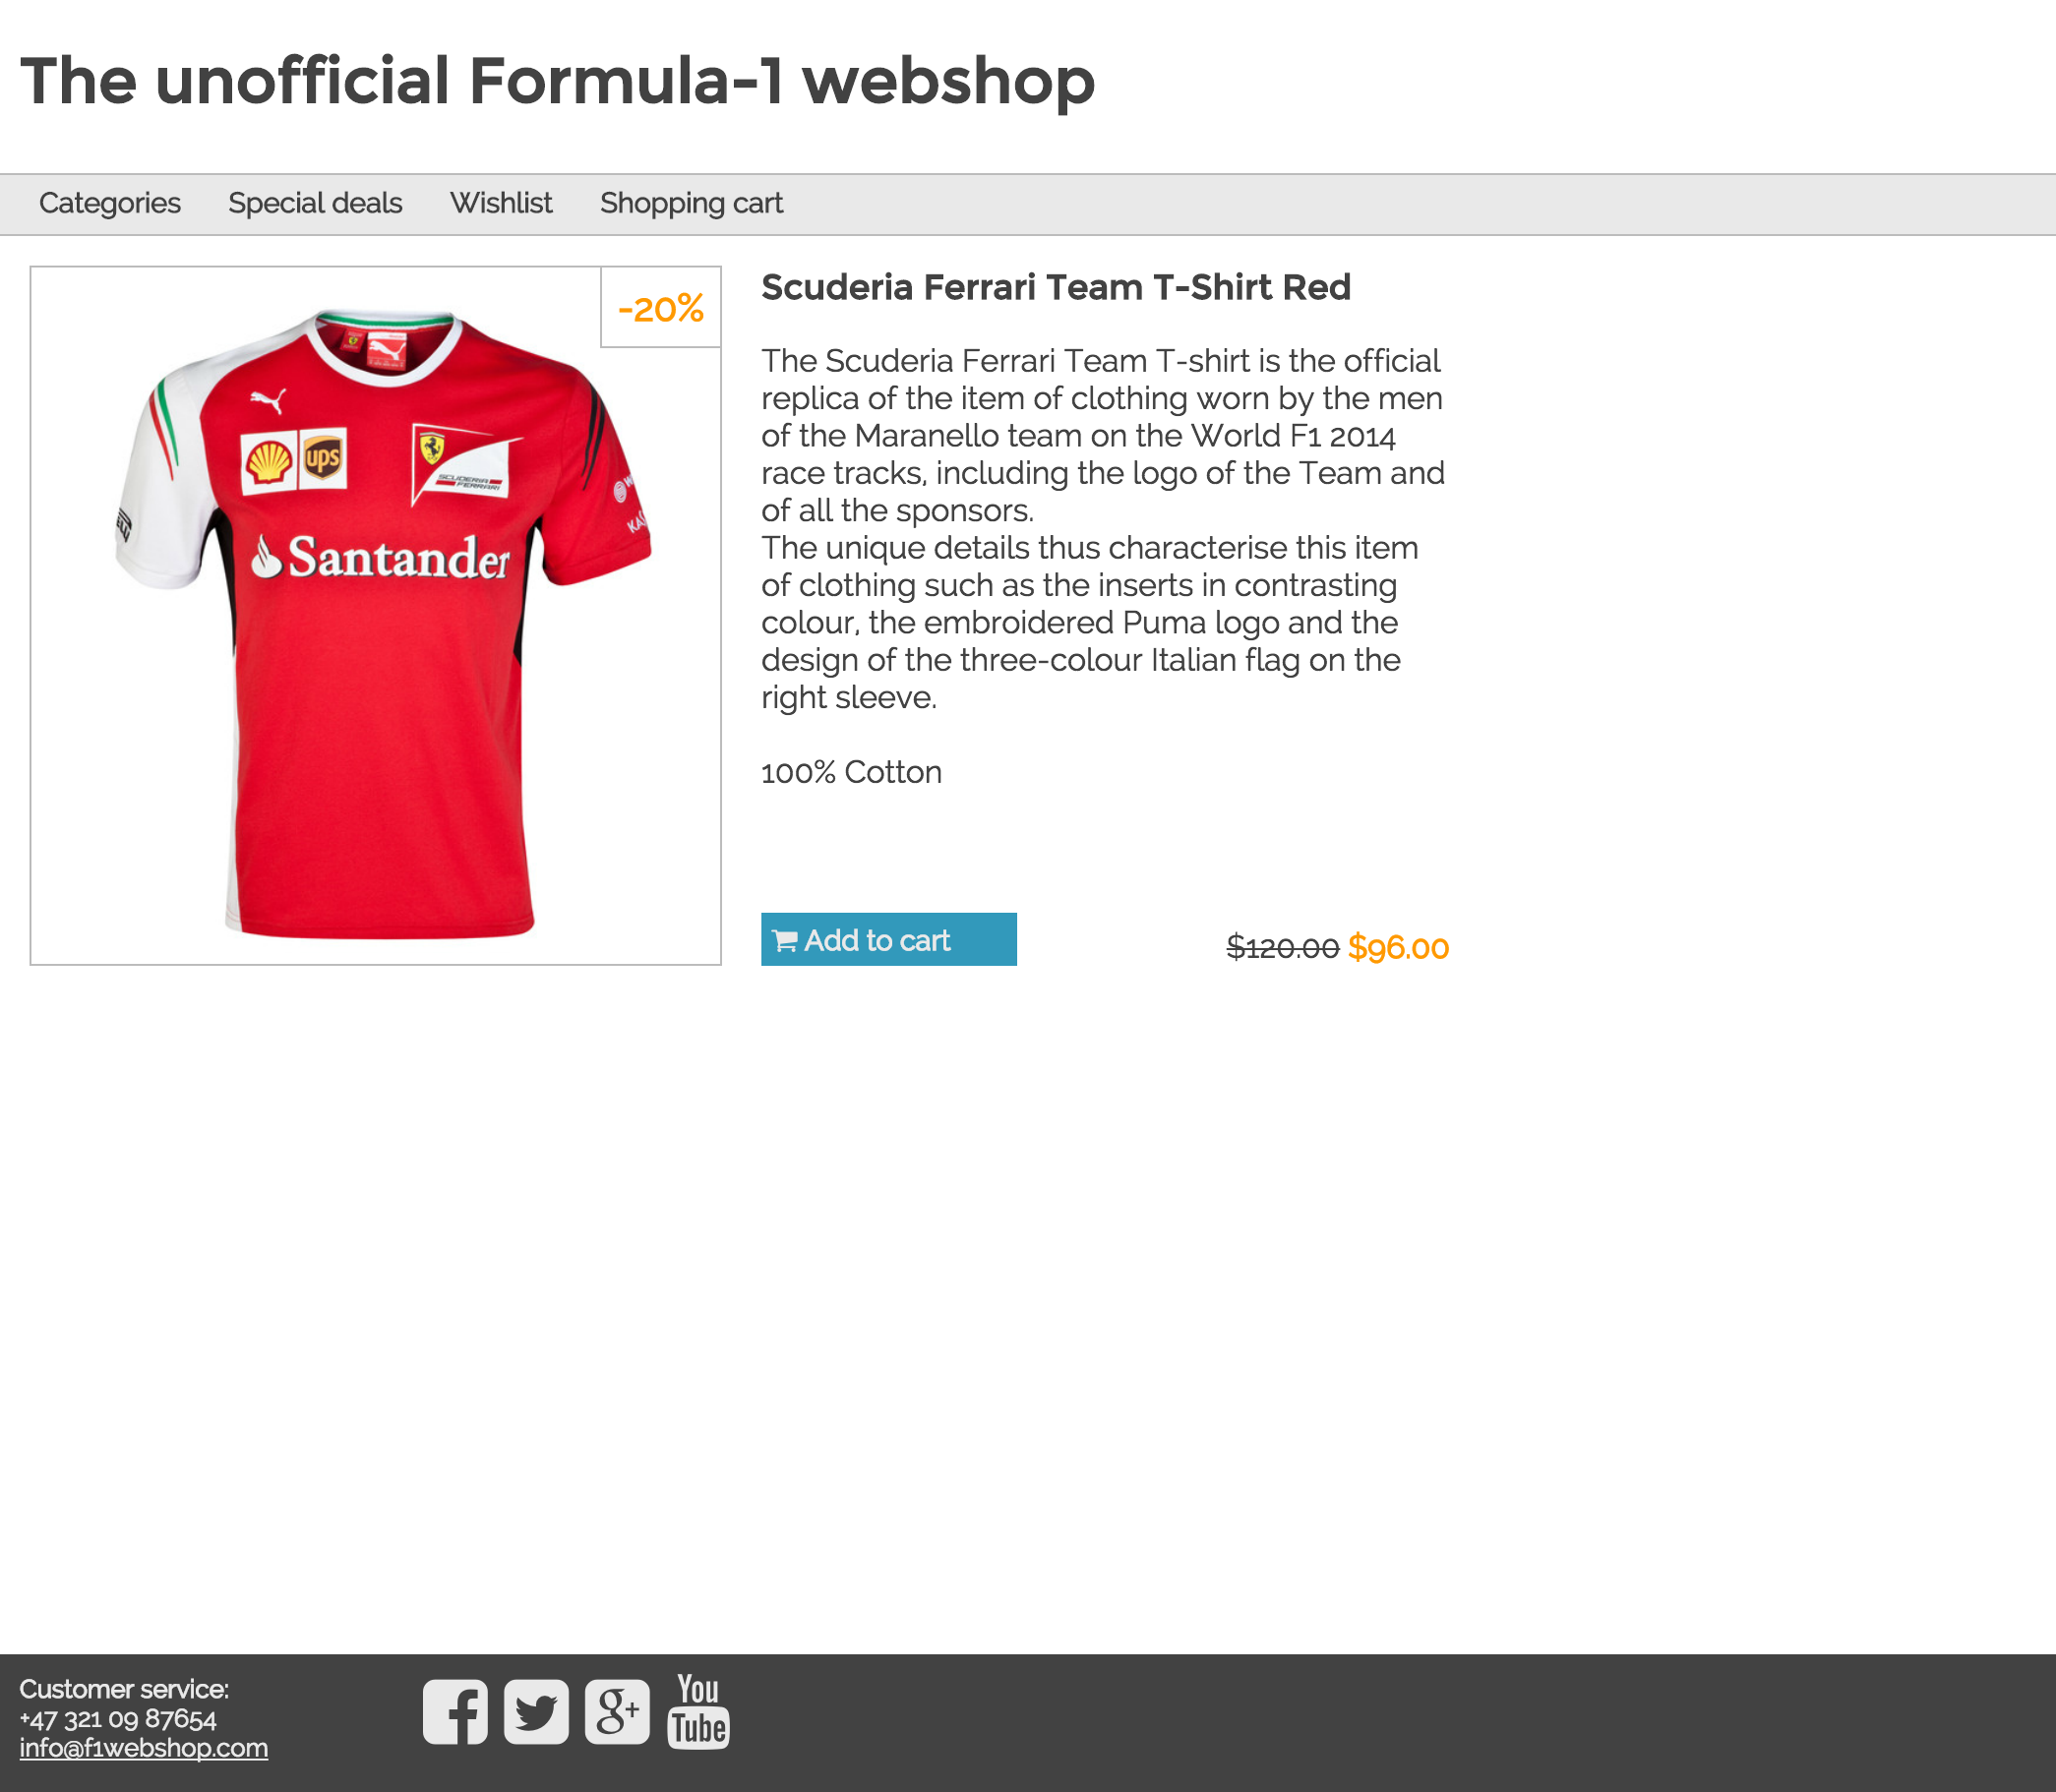 The unofficial Formula-1 webshop
Categories Special deals Wishlist Shopping cart
-20%
ups
SCUDERIA
FERRARI
Santander
Scuderia Ferrari Team T-Shirt Red
The Scuderia Ferrari Team T-shirt is the official
replica of the item of clothing worn by the men
of the Maranello team on the World F1 2014
race tracks, including the logo of the Team and
of all the sponsors.
The unique details thus characterise this item
of clothing such as the inserts in contrasting
colour, the embroidered Puma logo and the
design of the three-colour Italian flag on the
right sleeve.
100% Cotton
Add to cart
$120.00 $96.00
Customer service:
+47 321 09 87654
info@f1webshop.com
f
g+
You
Tube